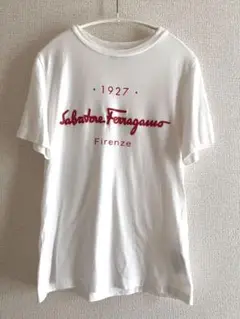 · 1927 ·
Salvatore Ferragamo
Firenze